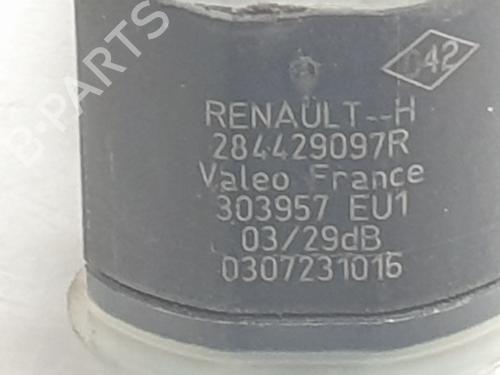 B-PARTS
042
RENAULT--H
284429097R
Valeo France
303957 EU1
03/29dB
0307231016